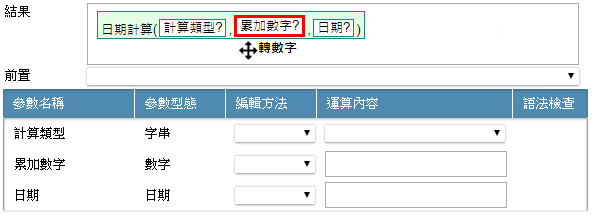 結果
日期計算( 計算類型? , 累加數字? , 日期? )
轉數字
前置
參數名稱 參數型態 編輯方法 運算內容 語法檢查
計算類型 字串
累加數字 數字
日期 日期